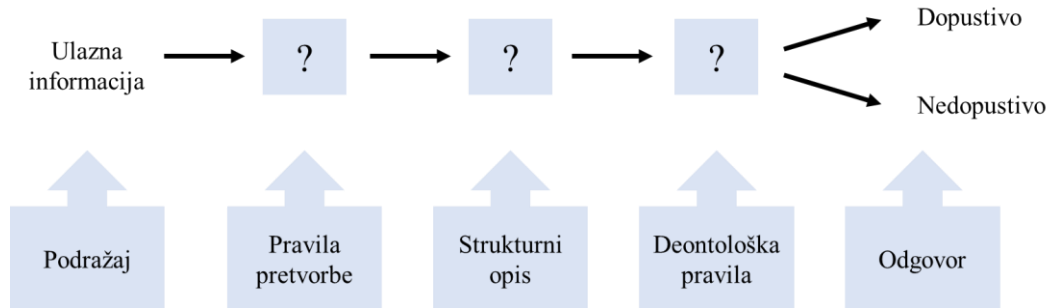 Ulazna
informacija
?
?
?
Dopustivo
Nedopustivo
Podražaj
Pravila
pretvorbe
Strukturni
opis
Deontološka
pravila
Odgovor